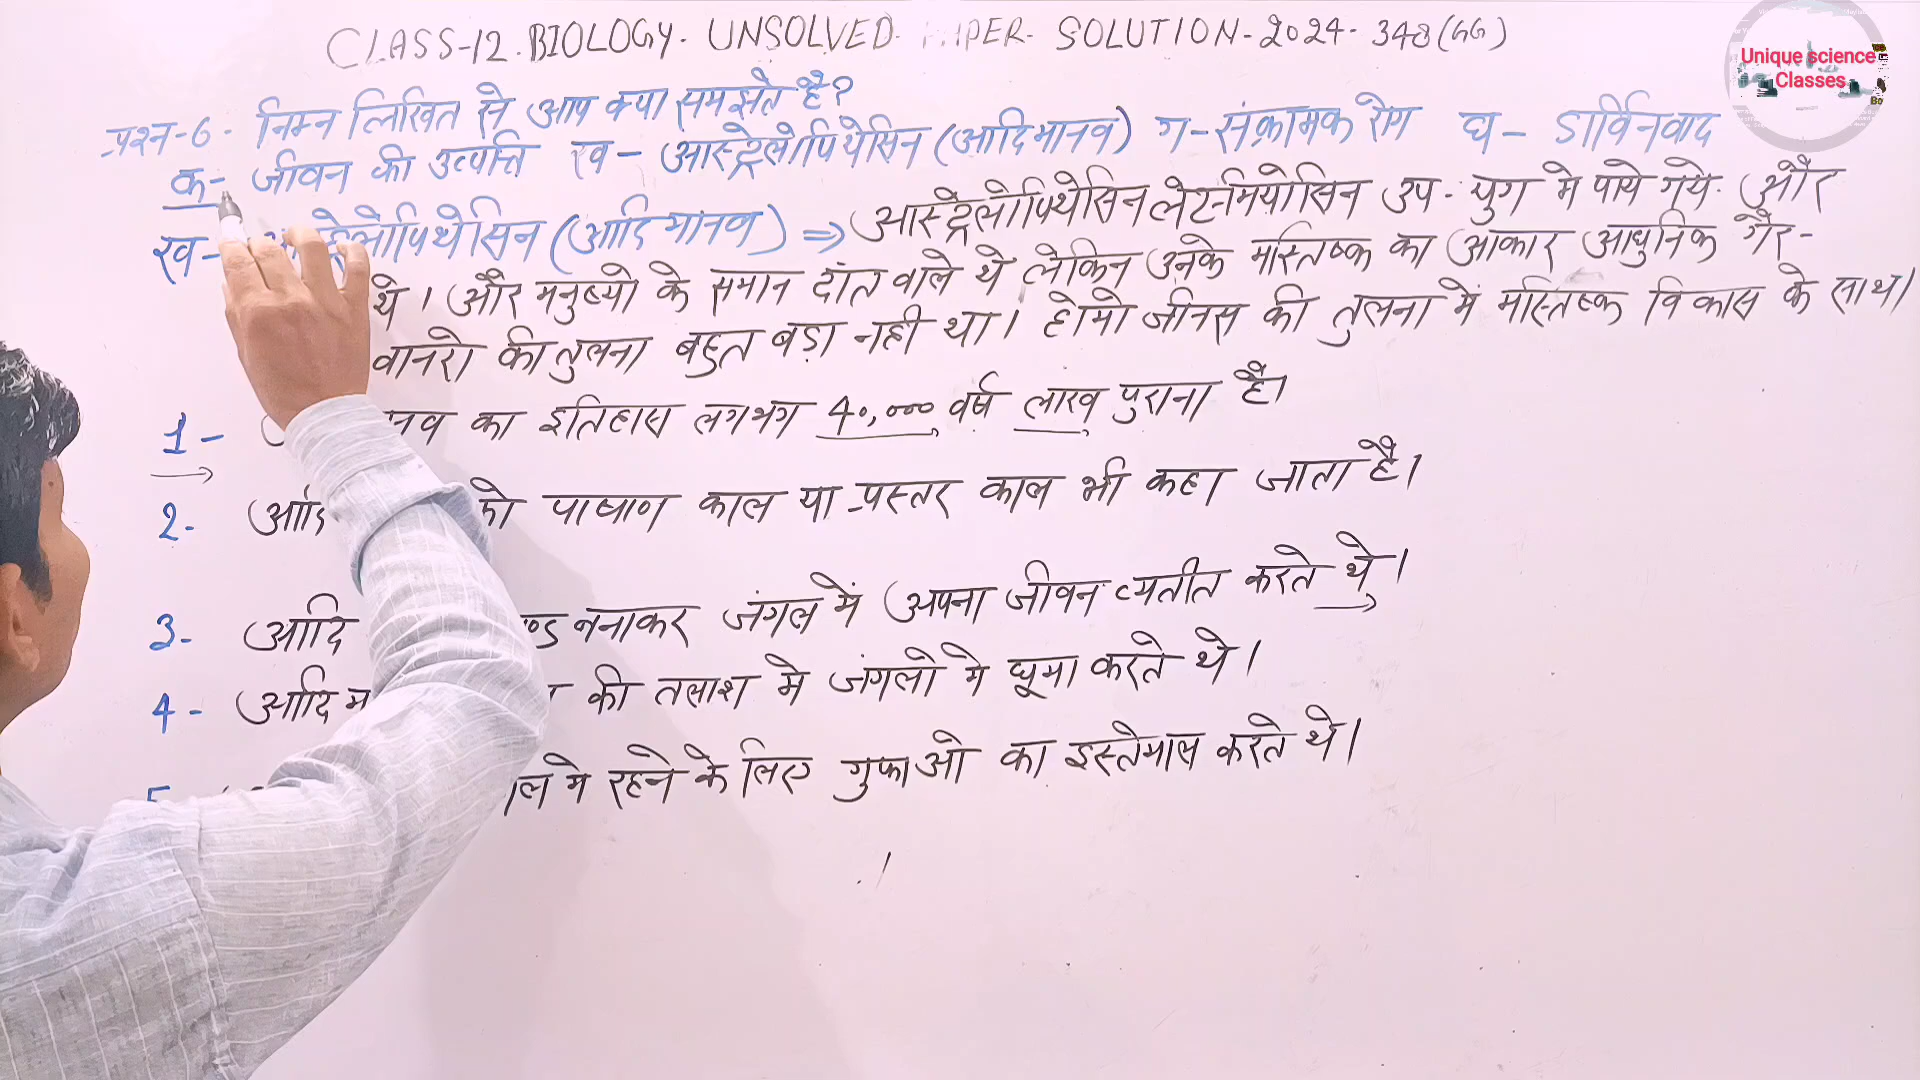 CLASS-12. BIOLOGY. UNSOLVED. PAPER. SOLUTION-2024-348(GG)
Unique science
Classes
प्रश्न-6- निम्न लिखित से आप क्या समझते है?
क- जीवन की उत्पत्ति ख- आस्ट्रेलोपिथेसिन (आदिमानव) ग-संक्रामक रोग घ- डार्विनवाद
ख- (आदि मानव) ⇒ आस्ट्रेलोपिथेसिन लेट-मियोसिन उप-युग मे पाये गये और
थे। और मनुष्यो के समान दांत वाले थे लेकिन उनके मस्तिष्क का आकार आधुनिक गैर-
वानरो की तुलना बहुत बड़ा नही था। होमो जीनस की तुलना में मस्तिष्क विकास के साथ।
1- नव का इतिहास लगभग 40,000 वर्ष लाख पुराना है।
2- आदि को पाषाण काल या प्रस्तर काल भी कहा जाता है।
3- आदि ण्ड बनाकर जंगल में अपना जीवन व्यतीत करते थे।
4- आदि म की तलाश मे जंगलो मे घूमा करते थे।
5 ल मे रहने के लिए गुफाओ का इस्तेमाल करते थे।